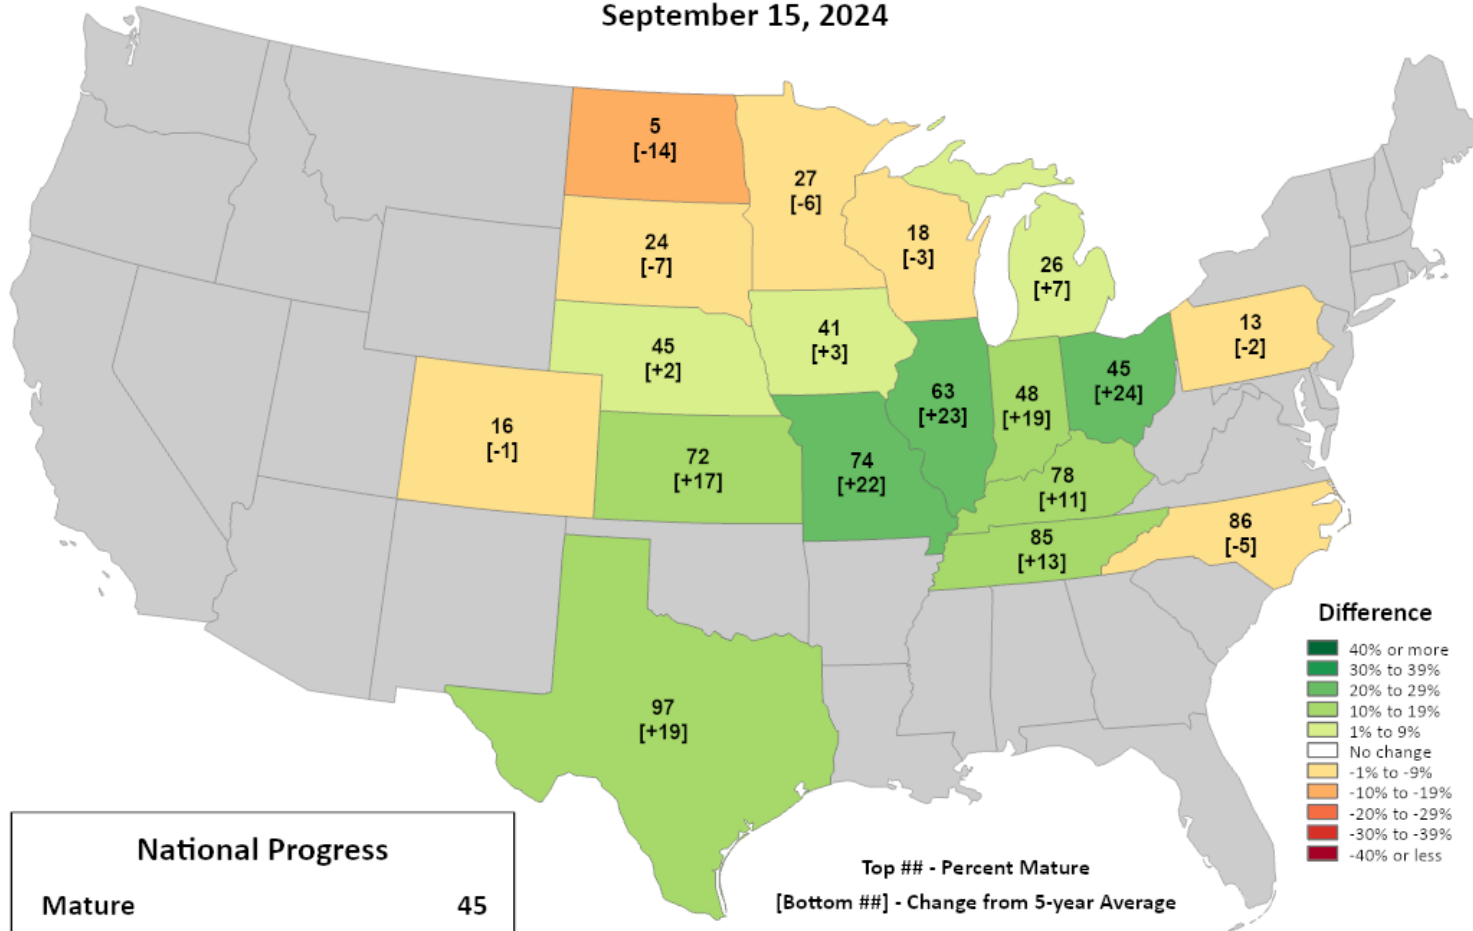 September 15, 2024
5
[-14]
27
[-6]
18
[-3]
24
[-7]
26
[+7]
13
[-2]
41
[+3]
45
[+2]
45
[+24]
63
[+23]
48
[+19]
16
[-1]
72
[+17]
74
[+22]
78
[+11]
86
[-5]
85
[+13]
97
[+19]
Difference
40% or more
30% to 39%
20% to 29%
10% to 19%
1% to 9%
No change
-1% to -9%
-10% to -19%
-20% to -29%
-30% to -39%
-40% or less
National Progress
Mature 45
Top ## - Percent Mature
[Bottom ##] - Change from 5-year Average